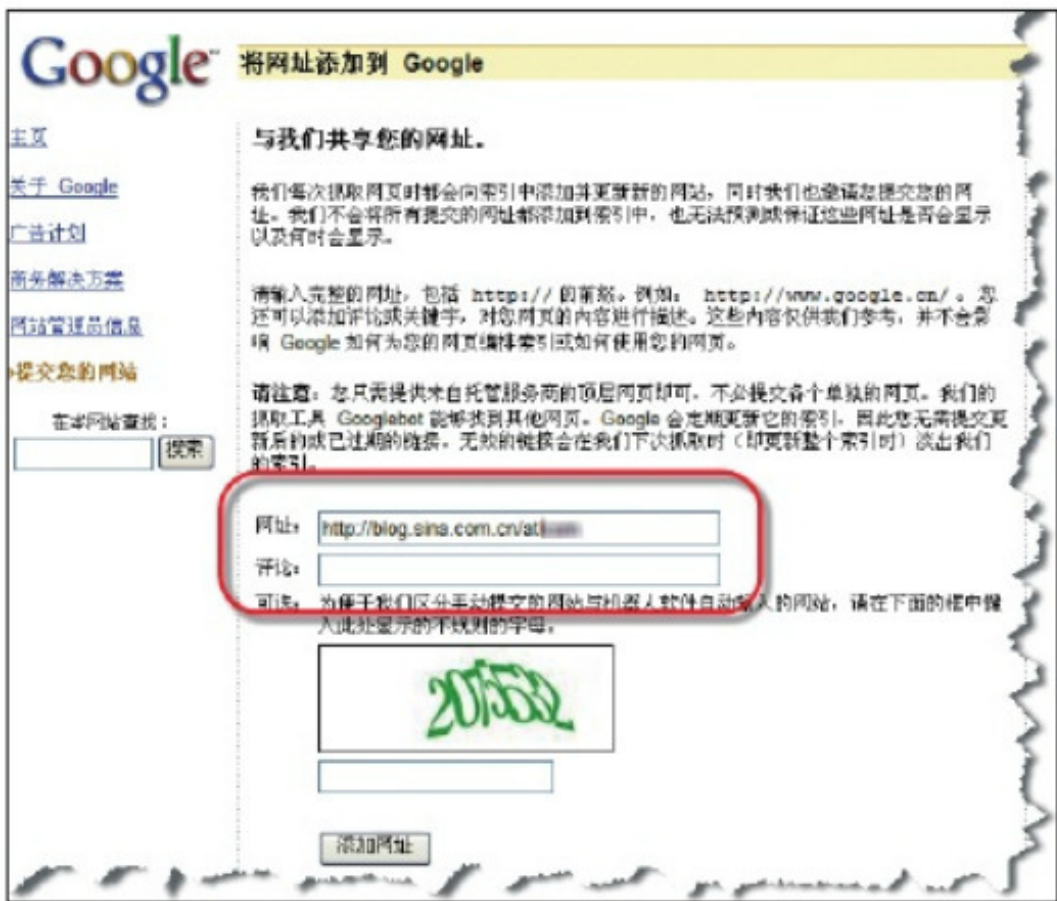 Google 将网址添加到 Google
主页
关于 Google
广告计划
商务解决方案
网站管理员信息
提交您的网站
在本网站查找：
搜索
与我们共享您的网址。
我们每次抓取网页时都会向索引中添加并更新新的网站，同时我们也邀请您提交您的网
址。我们不会将所有提交的网址都添加到索引中，也无法预测或保证这些网址是否会显示
以及何时会显示。
请输入完整的网址，包括 http:// 的前缀。例如： http://www.google.cn/ 。您
还可以添加评论或关键字，对您网页的内容进行描述。这些内容仅供我们参考，并不会影
响 Google 如何为您的网页编排索引或如何使用您的网页。
请注意：您只需提供来自托管服务商的顶层网页即可，不必提交各个单独的网页。我们的
抓取工具 Googlebot 能够找到其他网页。Google 会定期更新它的索引，因此您无需提交更
新后的或已过期的链接。无效的链接会在我们下次抓取时（即更新整个索引时）淡出我们
的索引。
网址： http://blog.sina.com.cn/
评论：
可选： 为便于我们区分手动提交的网站与机器人软件自动输入的网站，请在下面的框中键
入此处显示的不规则的字母。
添加网址